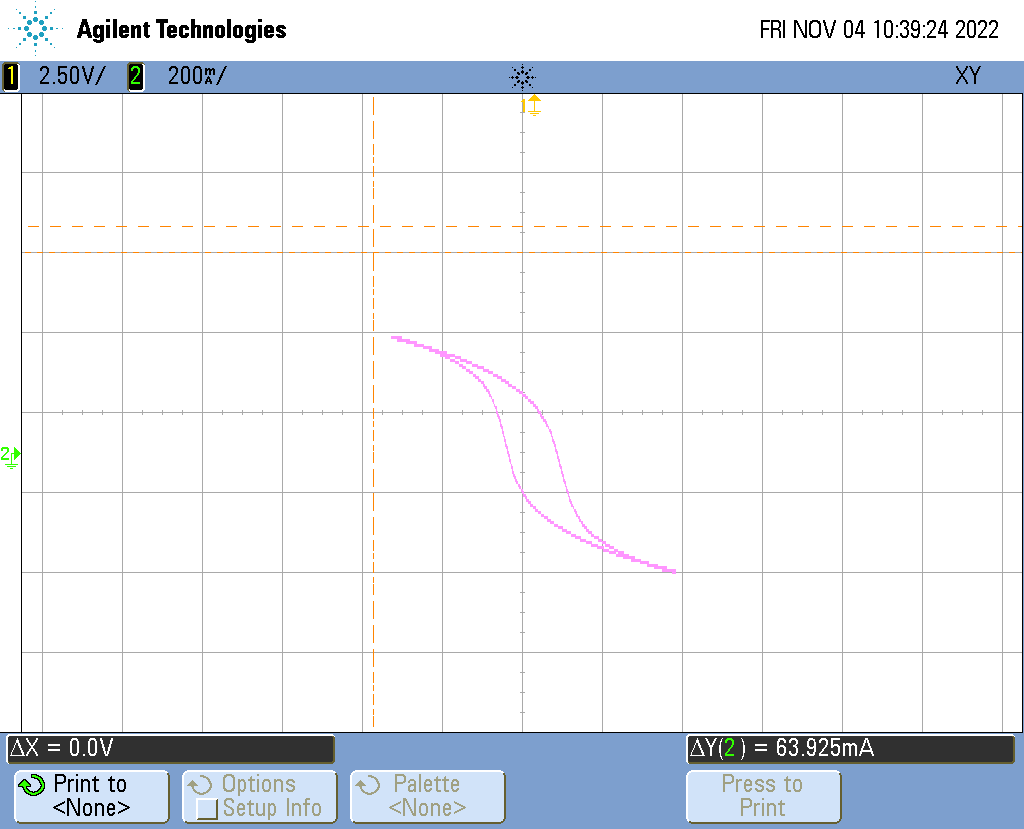 Agilent Technologies
FRI NOV 04 10:39:24 2022
1 2.50V/ 2 200mA/ XY
1
2
ΔX = 0.0V
ΔY(2) = 63.925mA
Print to
<None>
Options
Setup Info
Palette
<None>
Press to
Print